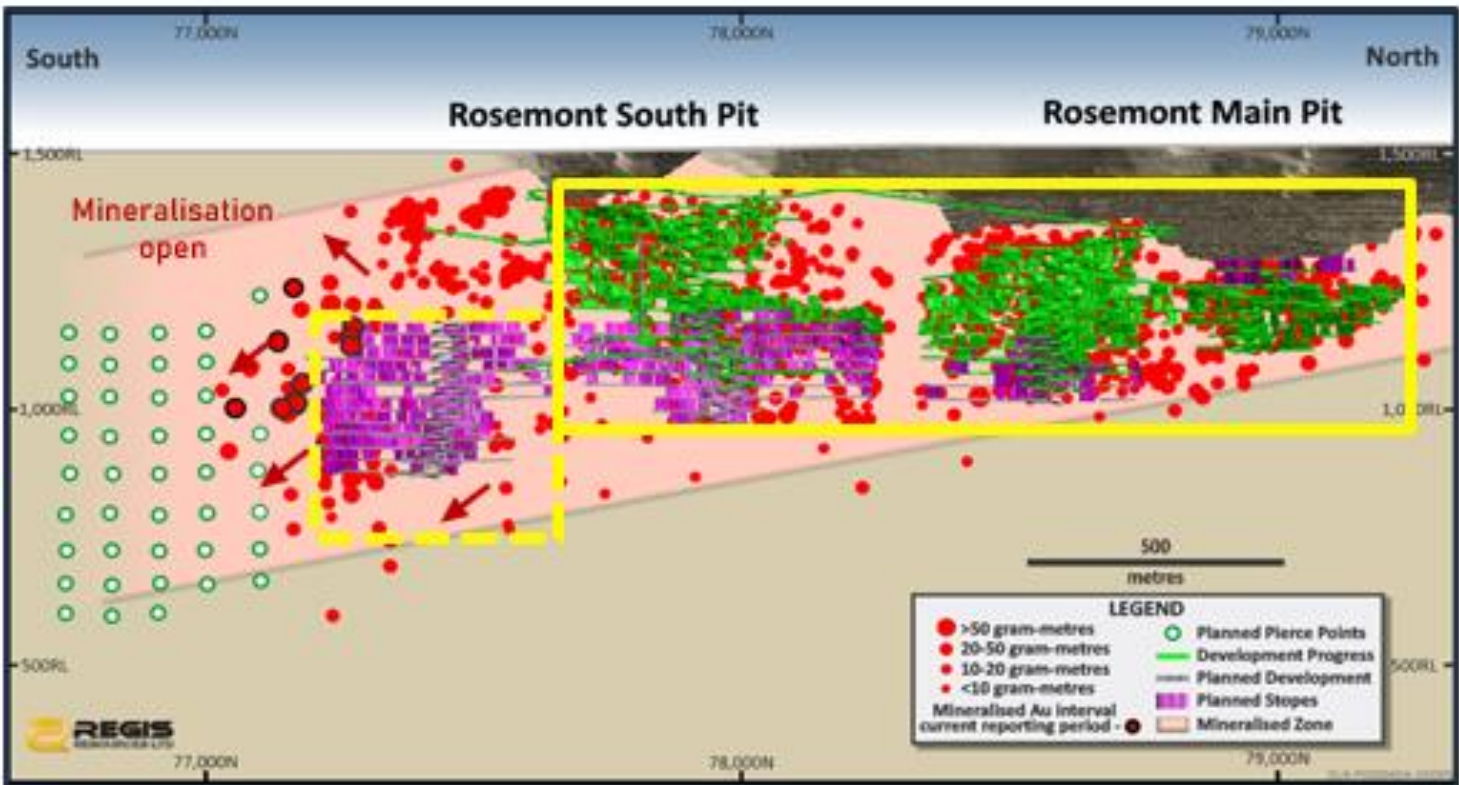 77,000N
78,000N
79,000N
South
North
Rosemont South Pit
Rosemont Main Pit
1,500RL
1,500RL
Mineralisation
open
1,000RL
1,000RL
500
metres
LEGEND
>50 gram-metres
20-50 gram-metres
10-20 gram-metres
<10 gram-metres
Mineralised Au interval
current reporting period -
Planned Pierce Points
Development Progress
Planned Development
Planned Stopes
Mineralised Zone
500RL
500RL
REGIS
RESOURCES LTD
77,000N
78,000N
79,000N